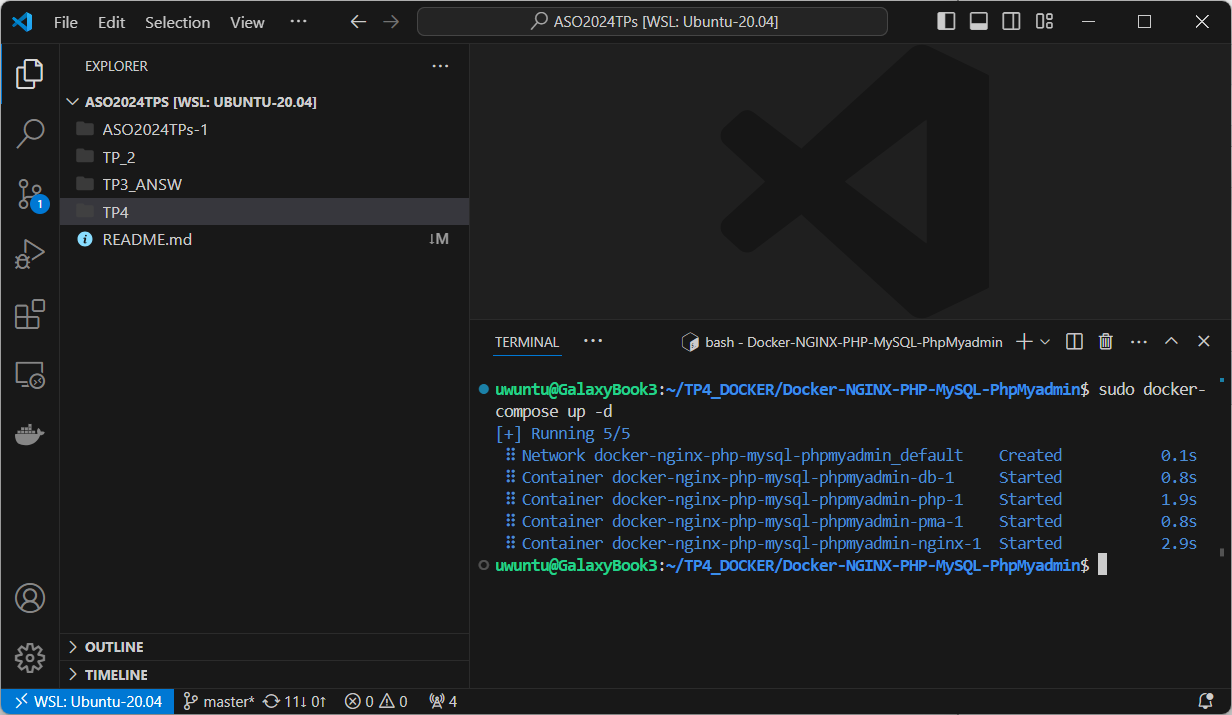 File Edit Selection View ··· ASO2024TPs [WSL: Ubuntu-20.04]
EXPLORER ···
ASO2024TPS [WSL: UBUNTU-20.04]
ASO2024TPs-1
TP_2
TP3_ANSW
TP4
README.md ↓M
OUTLINE
TIMELINE
TERMINAL ··· bash - Docker-NGINX-PHP-MySQL-PhpMyadmin ···
uwuntu@GalaxyBook3:~/TP4_DOCKER/Docker-NGINX-PHP-MySQL-PhpMyadmin$ sudo docker-
compose up -d
[+] Running 5/5
⠿ Network docker-nginx-php-mysql-phpmyadmin_default Created 0.1s
⠿ Container docker-nginx-php-mysql-phpmyadmin-db-1 Started 0.8s
⠿ Container docker-nginx-php-mysql-phpmyadmin-php-1 Started 1.9s
⠿ Container docker-nginx-php-mysql-phpmyadmin-pma-1 Started 0.8s
⠿ Container docker-nginx-php-mysql-phpmyadmin-nginx-1 Started 2.9s
uwuntu@GalaxyBook3:~/TP4_DOCKER/Docker-NGINX-PHP-MySQL-PhpMyadmin$
1
WSL: Ubuntu-20.04 master* 11↓ 0↑ 0 0 4